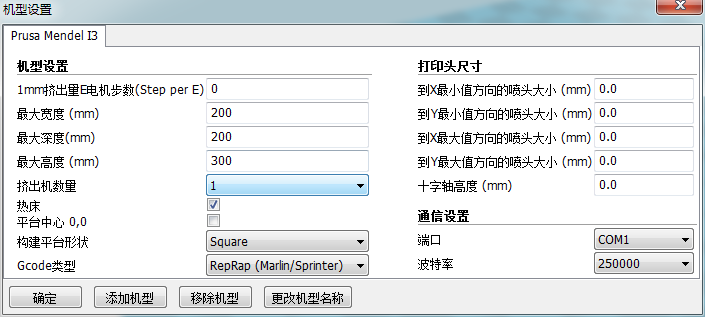 机型设置
Prusa Mendel I3
机型设置
1mm挤出量E电机步数(Step per E) 0
最大宽度 (mm) 200
最大深度(mm) 200
最大高度 (mm) 300
挤出机数量 1
热床
平台中心 0,0
构建平台形状 Square
Gcode类型 RepRap (Marlin/Sprinter)
打印头尺寸
到X最小值方向的喷头大小 (mm) 0.0
到Y最小值方向的喷头大小 (mm) 0.0
到X最大值方向的喷头大小 (mm) 0.0
到Y最大值方向的喷头大小 (mm) 0.0
十字轴高度 (mm) 0.0
通信设置
端口 COM1
波特率 250000
确定 添加机型 移除机型 更改机型名称